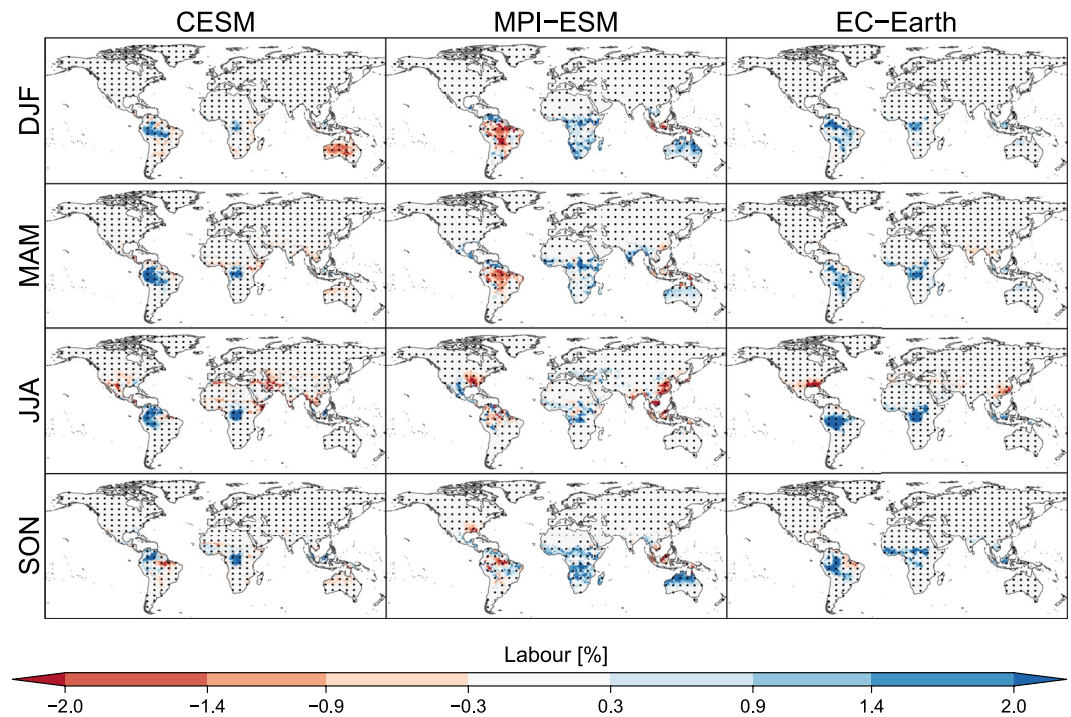 CESM MPI−ESM EC−Earth
DJF
MAM
JJA
SON
Labour [%]
−2.0 −1.4 −0.9 −0.3 0.3 0.9 1.4 2.0